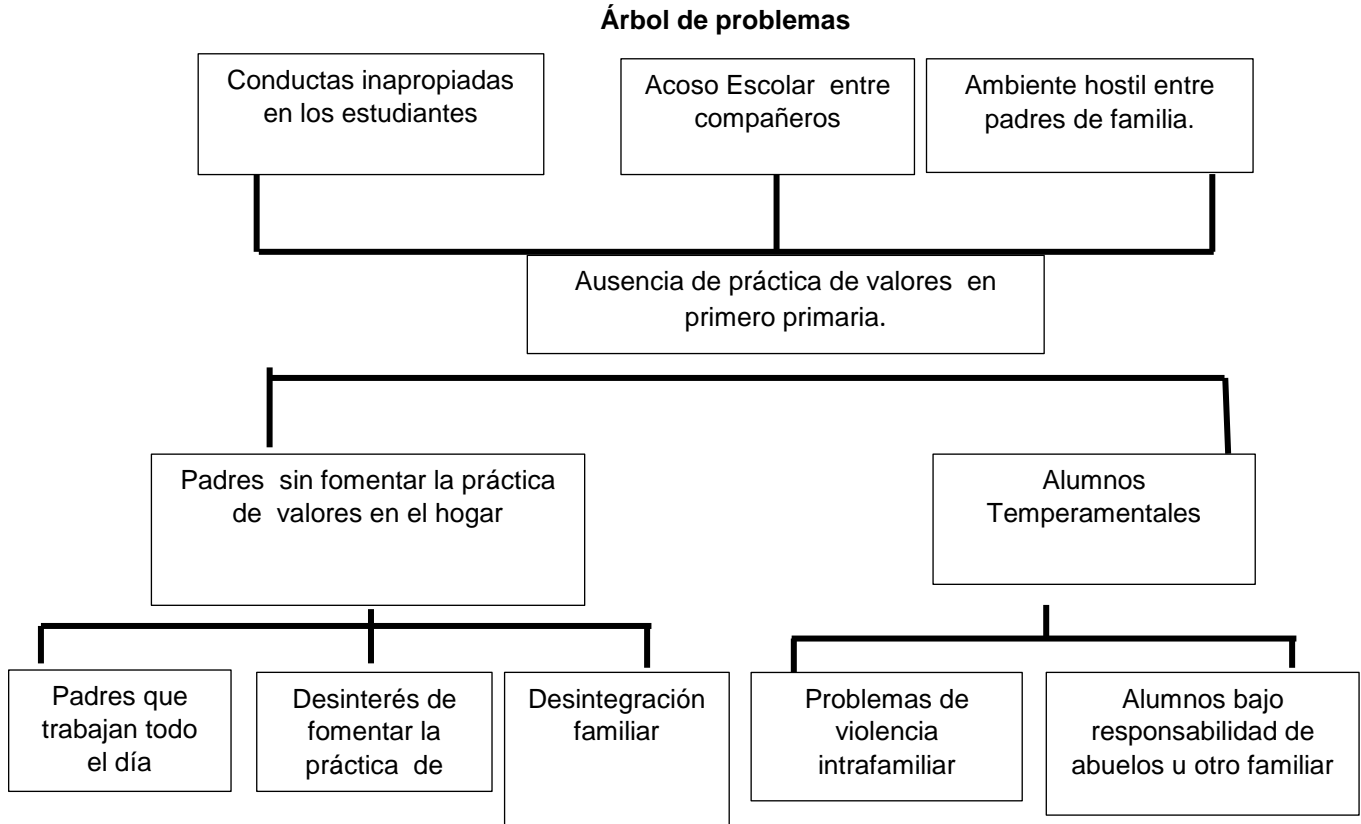 Árbol de problemas
Conductas inapropiadas
en los estudiantes
Acoso Escolar entre
compañeros
Ambiente hostil entre
padres de familia.
Ausencia de práctica de valores en
primero primaria.
Padres sin fomentar la práctica
de valores en el hogar
Alumnos
Temperamentales
Padres que
trabajan todo
el día
Desinterés de
fomentar la
práctica de
Desintegración
familiar
Problemas de
violencia
intrafamiliar
Alumnos bajo
responsabilidad de
abuelos u otro familiar